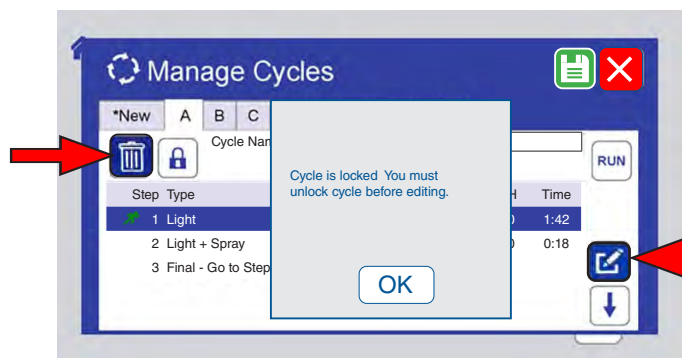 Manage Cycles
*New A B C
Cycle Nam
RUN
Cycle is locked You must
unlock cycle before editing.
Step Type Time
1 Light 1:42
2 Light + Spray 0:18
3 Final - Go to Step
OK